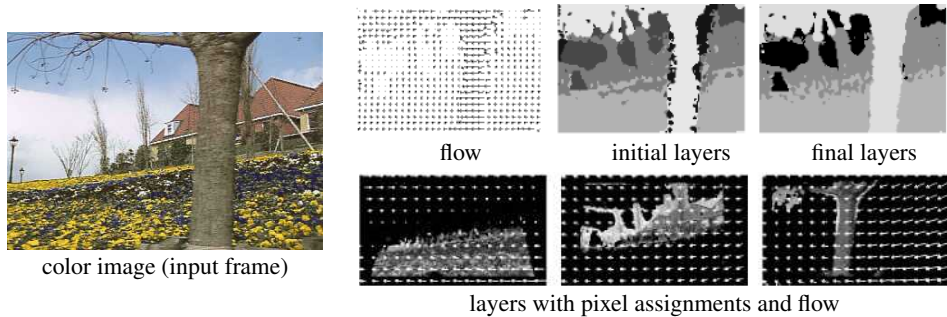 flow
initial layers
final layers
color image (input frame)
layers with pixel assignments and flow